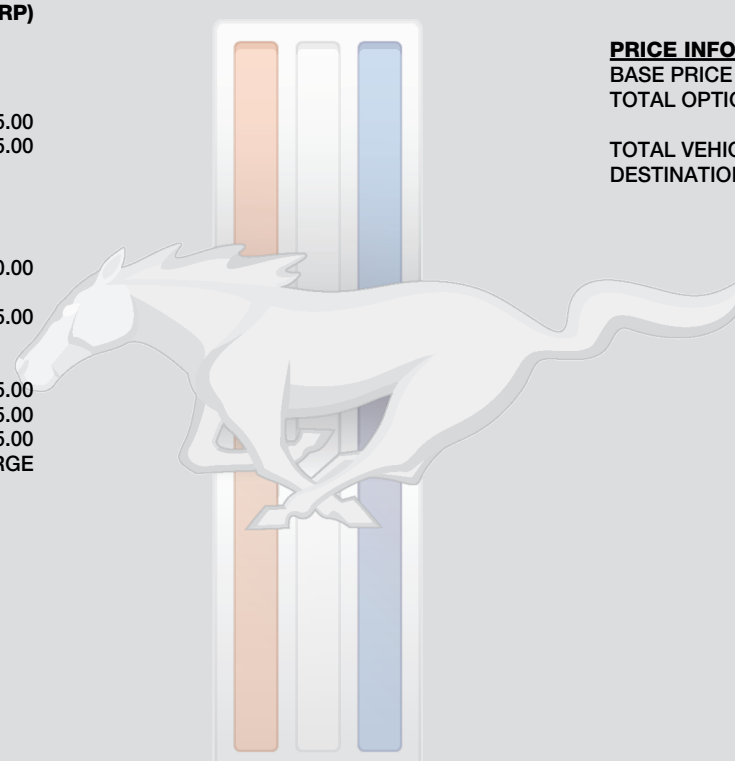 RP)
5.00
5.00
0.00
5.00
5.00
5.00
5.00
RGE
PRICE INFO
BASE PRICE
TOTAL OPTIO
TOTAL VEHIC
DESTINATION